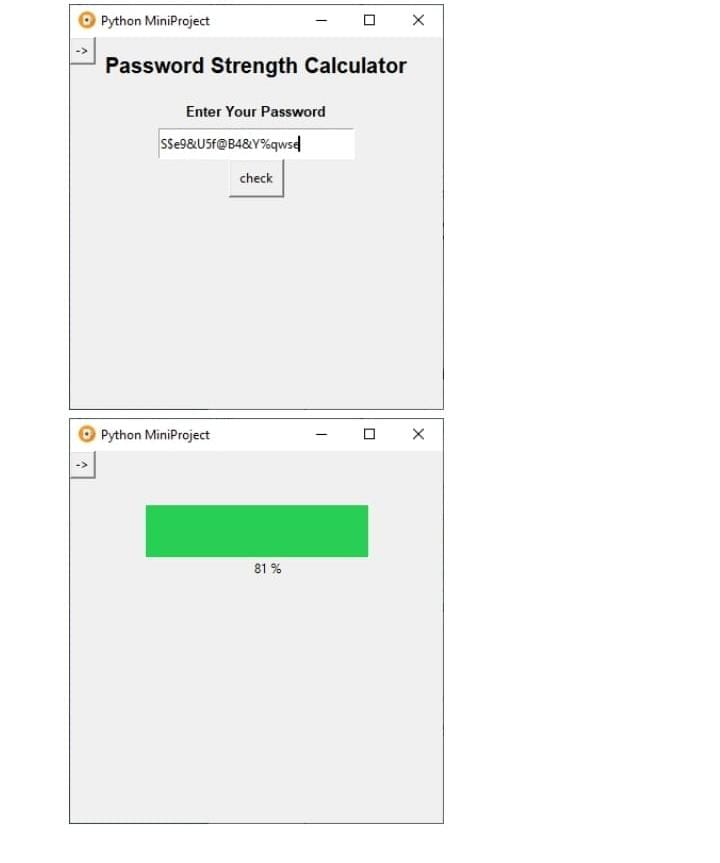 Python MiniProject
->
Password Strength Calculator
Enter Your Password
S$e9&U5f@B4&Y%qwse
check
Python MiniProject
->
81 %